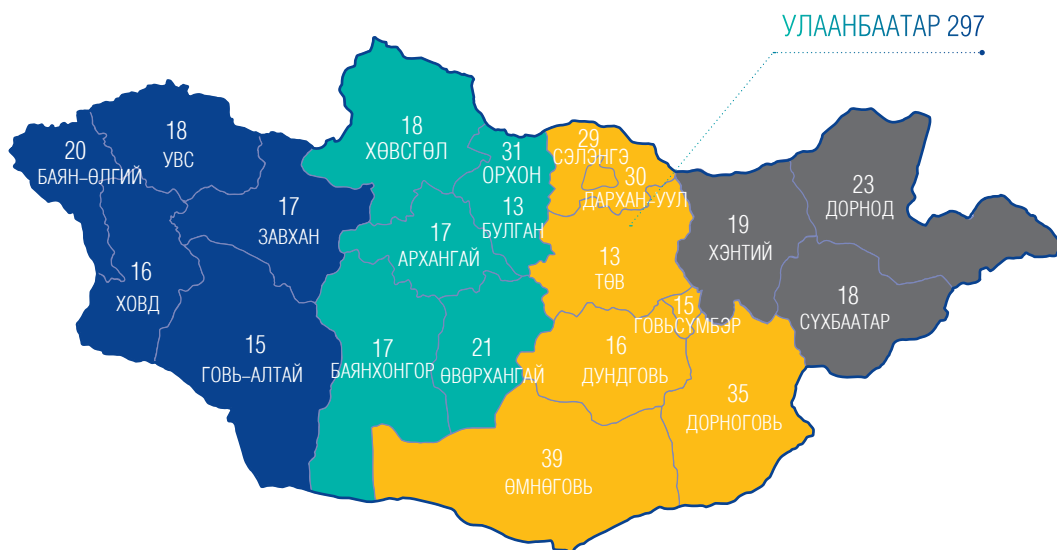 УЛААНБААТАР 297
20
БАЯН-ӨЛГИЙ
18
УВС
17
ЗАВХАН
16
ХОВД
15
ГОВЬ-АЛТАЙ
18
ХӨВСГӨЛ
31
ОРХОН
13
БУЛГАН
17
АРХАНГАЙ
17
БАЯНХОНГОР
21
ӨВӨРХАНГАЙ
29
СЭЛЭНГЭ
30
ДАРХАН-УУЛ
13
ТӨВ
15
ГОВЬСҮМБЭР
16
ДУНДГОВЬ
35
ДОРНОГОВЬ
39
ӨМНӨГОВЬ
19
ХЭНТИЙ
23
ДОРНОД
18
СҮХБААТАР